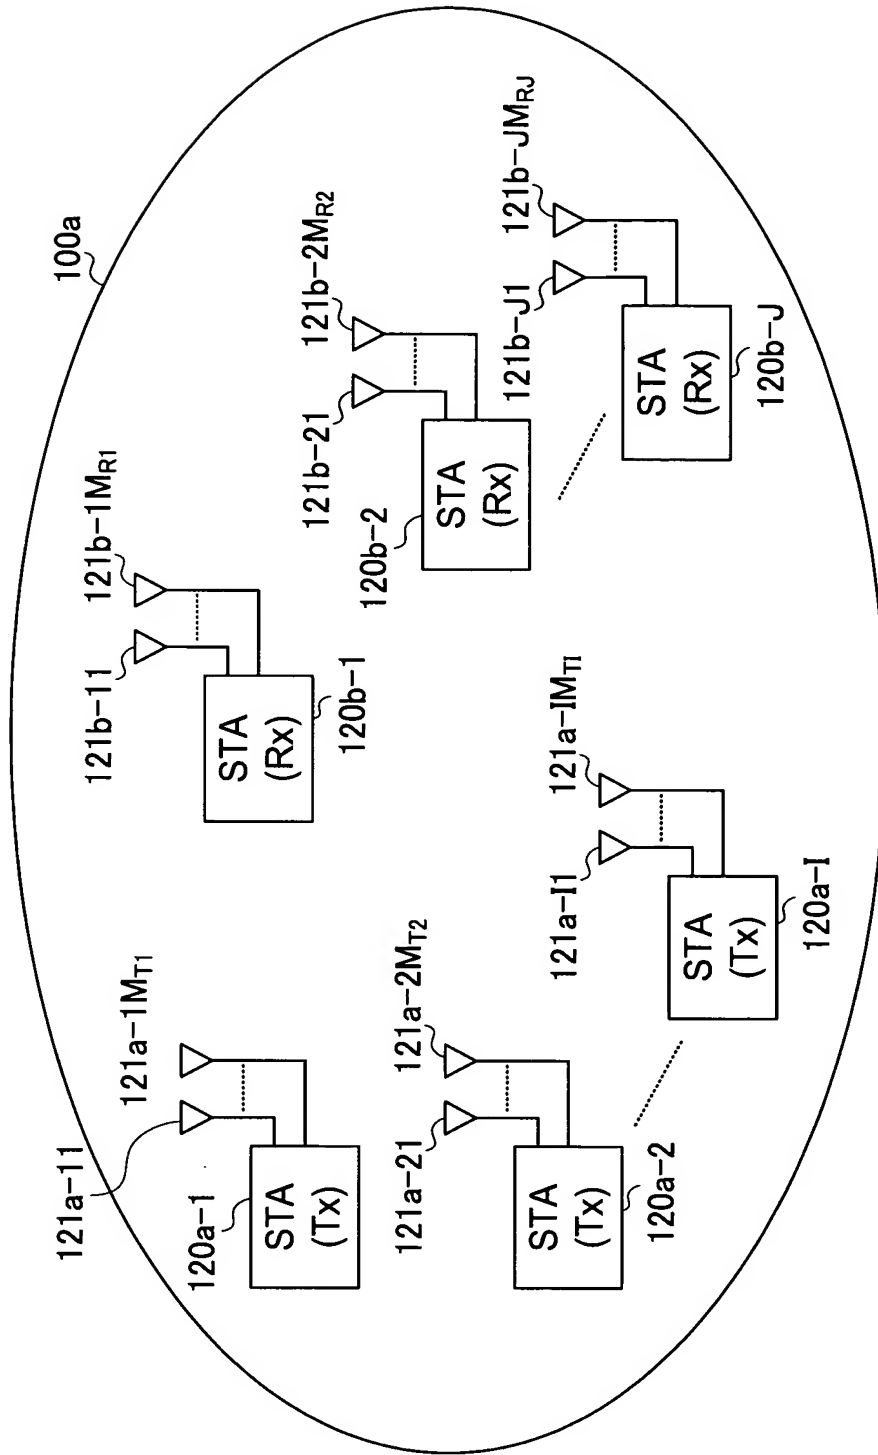 100a
121a-11
121a-1M_T1
120a-1
STA
(Tx)
121a-21
121a-2M_T2
STA
(Tx)
120a-2
121a-I1
121a-IM_TI
STA
(Tx)
120a-I
121b-11
121b-1M_R1
STA
(Rx)
120b-1
121b-21
121b-2M_R2
120b-2
STA
(Rx)
121b-J1
121b-JM_RJ
STA
(Rx)
120b-J